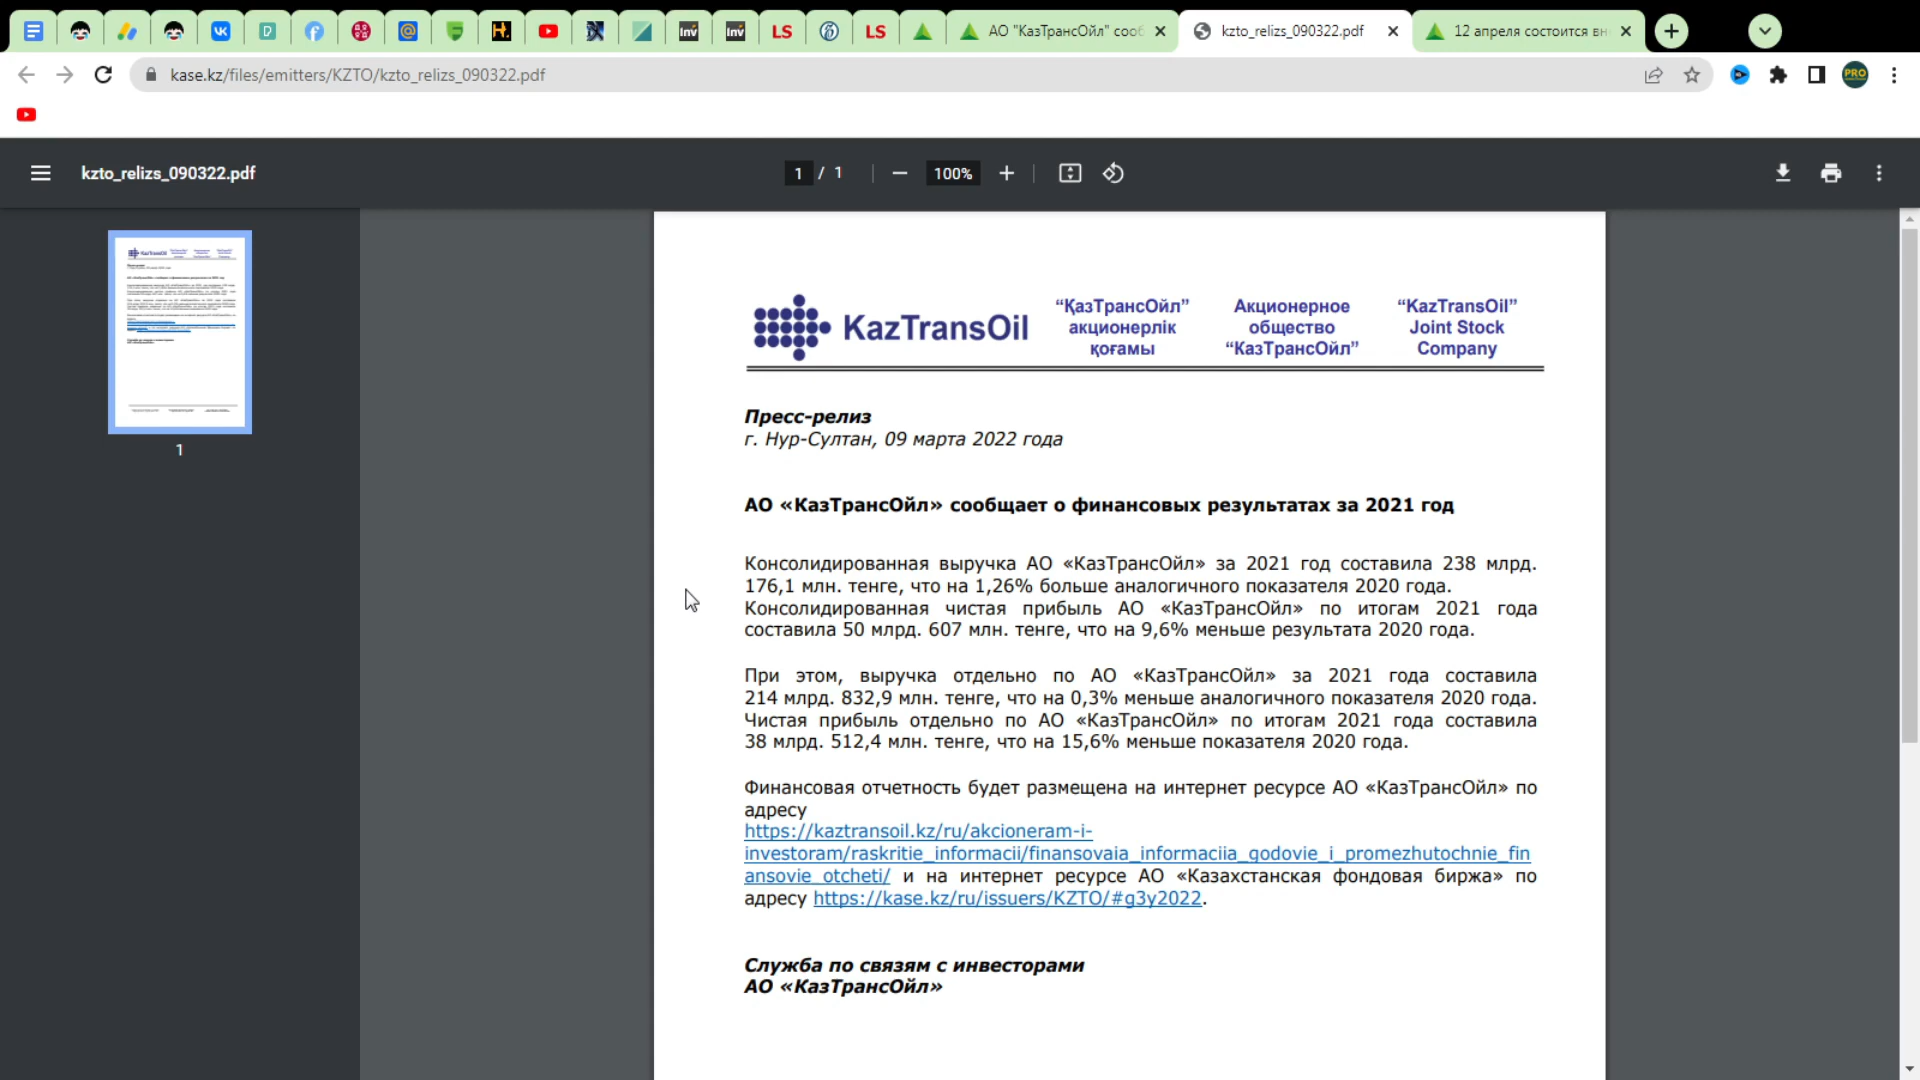 Inv
Inv
LS
LS
АО "КазТрансОйл" сооб
kzto_relizs_090322.pdf
12 апреля состоится вн
kase.kz/files/emitters/KZTO/kzto_relizs_090322.pdf
PRO
kzto_relizs_090322.pdf
1 / 1
100%
1
KazTransOil
“ҚазТрансОйл”
акционерлік
қоғамы
Акционерное
общество
“КазТрансОйл”
“KazTransOil”
Joint Stock
Company
Пресс-релиз
г. Нур-Султан, 09 марта 2022 года
АО «КазТрансОйл» сообщает о финансовых результатах за 2021 год
Консолидированная выручка АО «КазТрансОйл» за 2021 год составила 238 млрд.
176,1 млн. тенге, что на 1,26% больше аналогичного показателя 2020 года.
Консолидированная чистая прибыль АО «КазТрансОйл» по итогам 2021 года
составила 50 млрд. 607 млн. тенге, что на 9,6% меньше результата 2020 года.
При этом, выручка отдельно по АО «КазТрансОйл» за 2021 года составила
214 млрд. 832,9 млн. тенге, что на 0,3% меньше аналогичного показателя 2020 года.
Чистая прибыль отдельно по АО «КазТрансОйл» по итогам 2021 года составила
38 млрд. 512,4 млн. тенге, что на 15,6% меньше показателя 2020 года.
Финансовая отчетность будет размещена на интернет ресурсе АО «КазТрансОйл» по
адресу
https://kaztransoil.kz/ru/akcioneram-i-
investoram/raskritie_informacii/finansovaia_informaciia_godovie_i_promezhutochnie_fin
ansovie_otcheti/ и на интернет ресурсе АО «Казахстанская фондовая биржа» по
адресу https://kase.kz/ru/issuers/KZTO/#g3y2022.
Служба по связям с инвесторами
АО «КазТрансОйл»